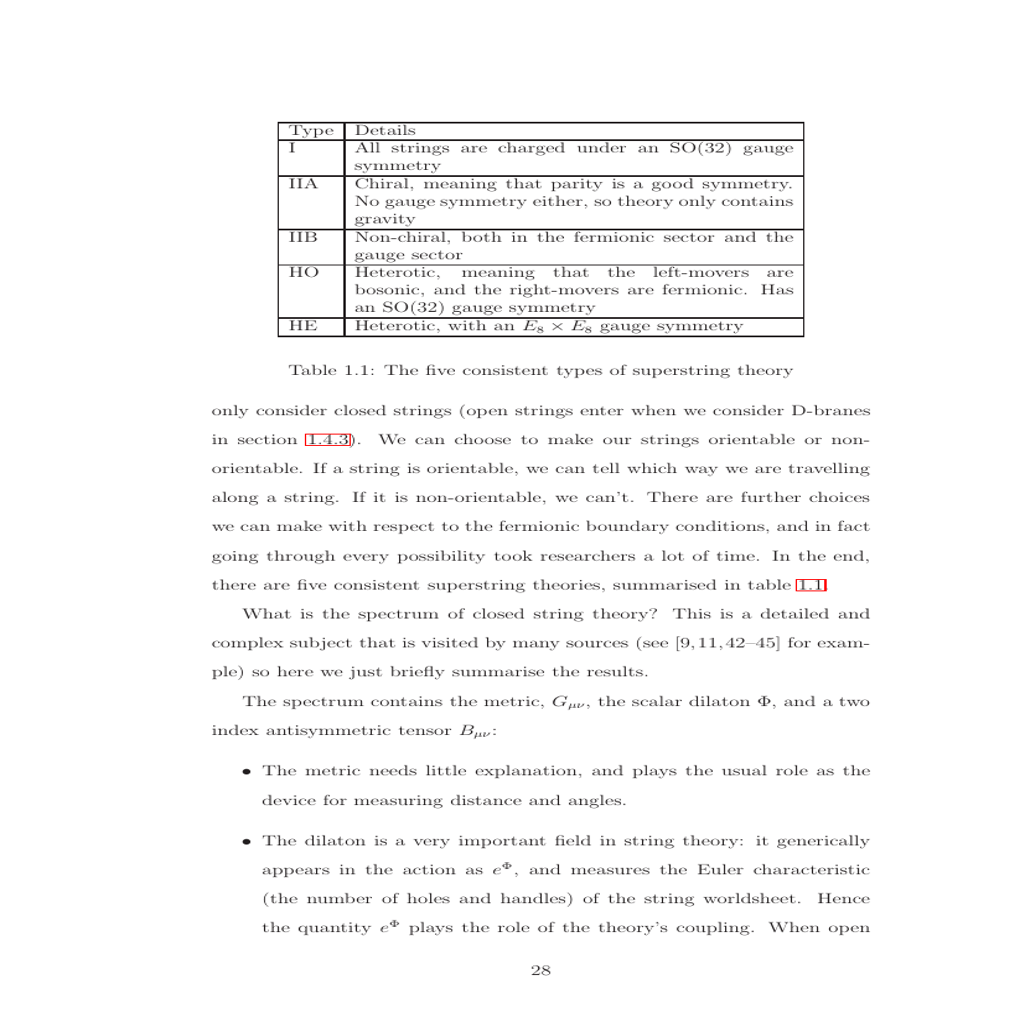 Type Details
I All strings are charged under an SO(32) gauge
symmetry
IIA Chiral, meaning that parity is a good symmetry.
No gauge symmetry either, so theory only contains
gravity
IIB Non-chiral, both in the fermionic sector and the
gauge sector
HO Heterotic, meaning that the left-movers are
bosonic, and the right-movers are fermionic. Has
an SO(32) gauge symmetry
HE Heterotic, with an E₈ × E₈ gauge symmetry
Table 1.1: The five consistent types of superstring theory
only consider closed strings (open strings enter when we consider D-branes
in section 1.4.3). We can choose to make our strings orientable or non-
orientable. If a string is orientable, we can tell which way we are travelling
along a string. If it is non-orientable, we can't. There are further choices
we can make with respect to the fermionic boundary conditions, and in fact
going through every possibility took researchers a lot of time. In the end,
there are five consistent superstring theories, summarised in table 1.1.
What is the spectrum of closed string theory? This is a detailed and
complex subject that is visited by many sources (see [9,11,42–45] for exam-
ple) so here we just briefly summarise the results.
The spectrum contains the metric, G_μν, the scalar dilaton Φ, and a two
index antisymmetric tensor B_μν:
• The metric needs little explanation, and plays the usual role as the
device for measuring distance and angles.
• The dilaton is a very important field in string theory: it generically
appears in the action as e^Φ, and measures the Euler characteristic
(the number of holes and handles) of the string worldsheet. Hence
the quantity e^Φ plays the role of the theory's coupling. When open
28